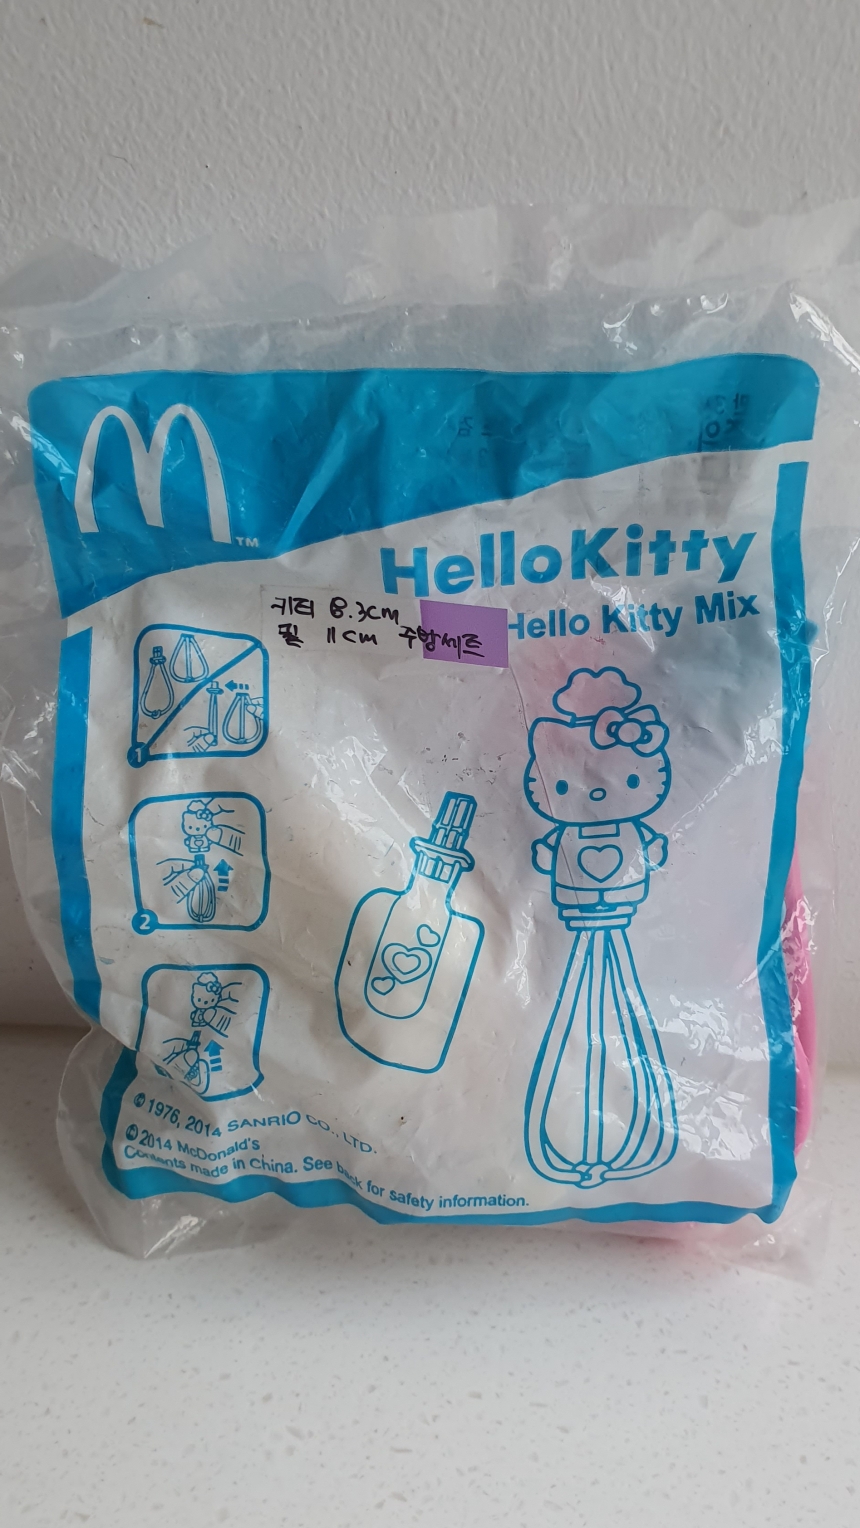 TM
HelloKitty
Hello Kitty Mix
키티 8.3cm
필 11cm 주방세트
1
2
© 1976, 2014 SANRIO CO., LTD.
© 2014 McDonald's
Contents made in China. See back for safety information.